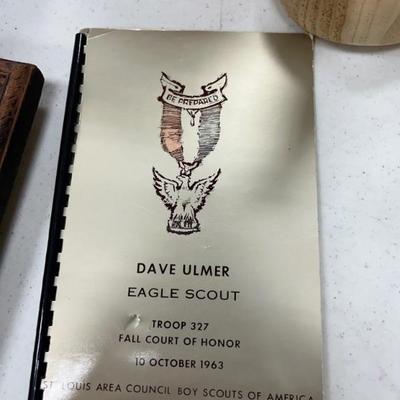 BE PREPARED
DAVE ULMER
EAGLE SCOUT
TROOP 327
FALL COURT OF HONOR
10 OCTOBER 1963
ST LOUIS AREA COUNCIL BOY SCOUTS OF AMERICA